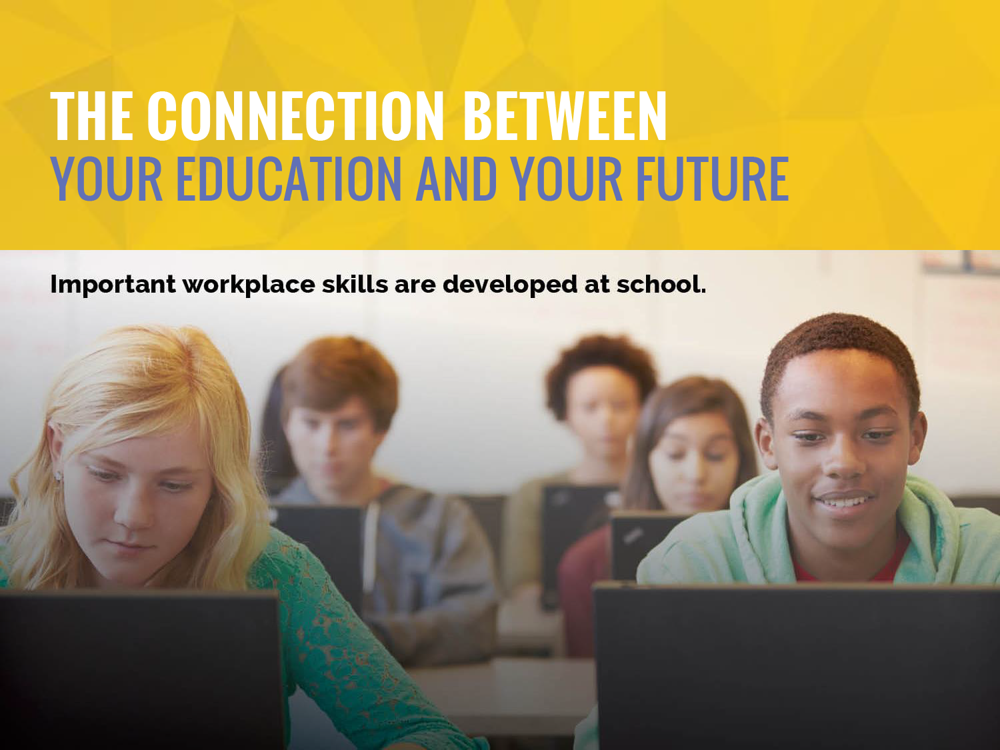 THE CONNECTION BETWEEN
YOUR EDUCATION AND YOUR FUTURE
Important workplace skills are developed at school.